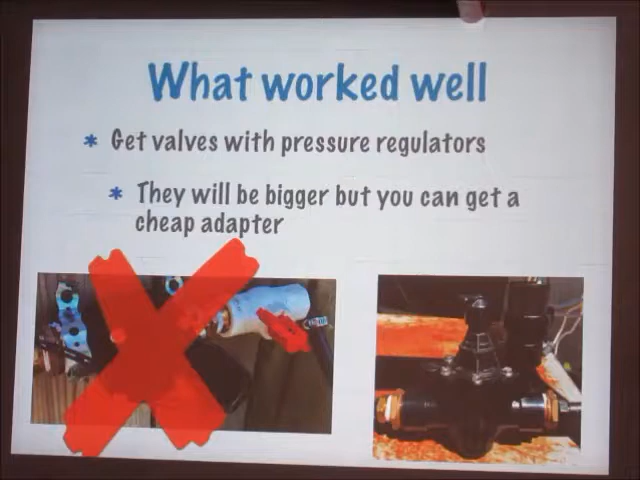 What worked well
* Get valves with pressure regulators
* They will be bigger but you can get a
cheap adapter